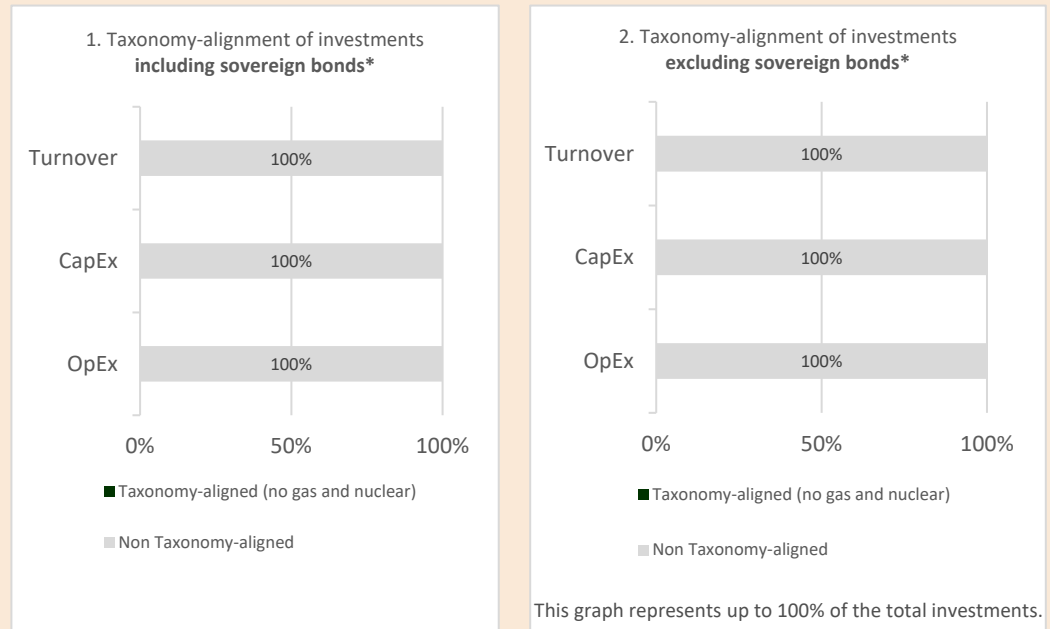 1. Taxonomy-alignment of investments
including sovereign bonds*
Turnover
100%
CapEx
100%
OpEx
100%
0%
50%
100%
Taxonomy-aligned (no gas and nuclear)
Non Taxonomy-aligned
2. Taxonomy-alignment of investments
excluding sovereign bonds*
Turnover
100%
CapEx
100%
OpEx
100%
0%
50%
100%
Taxonomy-aligned (no gas and nuclear)
Non Taxonomy-aligned
This graph represents up to 100% of the total investments.